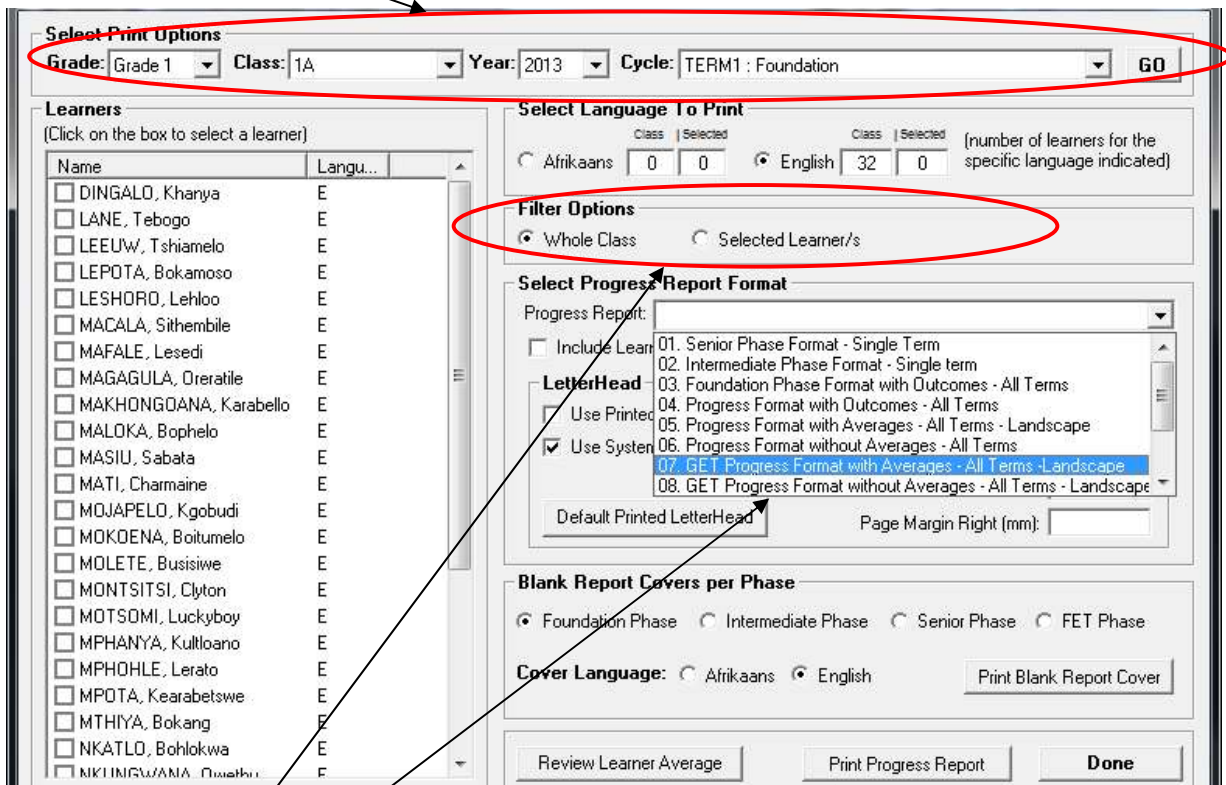 Select Print Options
Grade: Grade 1 Class: 1A Year: 2013 Cycle: TERM1 : Foundation GO
Learners
(Click on the box to select a learner)
Name Langu...
DINGALO, Khanya E
LANE, Tebogo E
LEEUW, Tshiamelo E
LEPOTA, Bokamoso E
LESHORO, Lehloo E
MACALA, Sithembile E
MAFALE, Lesedi E
MAGAGULA, Oreratile E
MAKHONGOANA, Karabello E
MALOKA, Bophelo E
MASIU, Sabata E
MATI, Charmaine E
MOJAPELO, Kgobudi E
MOKOENA, Boitumelo E
MOLETE, Busisiwe E
MONTSITSI, Clyton E
MOTSOMI, Luckyboy E
MPHANYA, Kultloano E
MPHOHLE, Lerato E
MPOTA, Kearabetswe E
MTHIYA, Bokang E
NKATLO, Bohlokwa E
NKUNGWANA, Owethu E
Select Language To Print
Class | Selected Class | Selected
Afrikaans 0 0 English 32 0
(number of learners for the
specific language indicated)
Filter Options
Whole Class Selected Learner/s
Select Progress Report Format
Progress Report:
Include Learn
01. Senior Phase Format - Single Term
02. Intermediate Phase Format - Single term
03. Foundation Phase Format with Outcomes - All Terms
04. Progress Format with Outcomes - All Terms
05. Progress Format with Averages - All Terms - Landscape
06. Progress Format without Averages - All Terms
07. GET Progress Format with Averages - All Terms -Landscape
08. GET Progress Format without Averages - All Terms - Landscape
LetterHead
Use Printed
Use System
Default Printed LetterHead Page Margin Right (mm):
Blank Report Covers per Phase
Foundation Phase Intermediate Phase Senior Phase FET Phase
Cover Language: Afrikaans English Print Blank Report Cover
Review Learner Average Print Progress Report Done